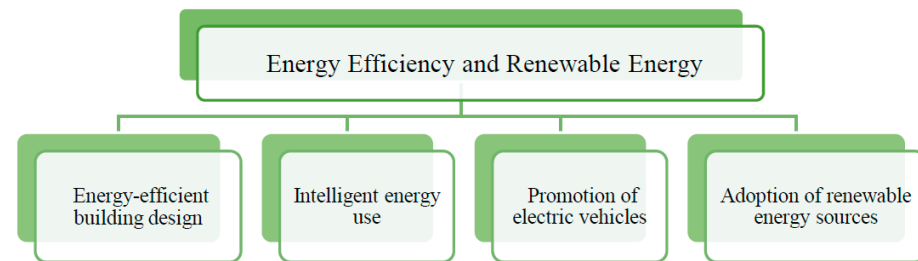 Energy Efficiency and Renewable Energy
Energy-efficient
building design
Intelligent energy
use
Promotion of
electric vehicles
Adoption of renewable
energy sources